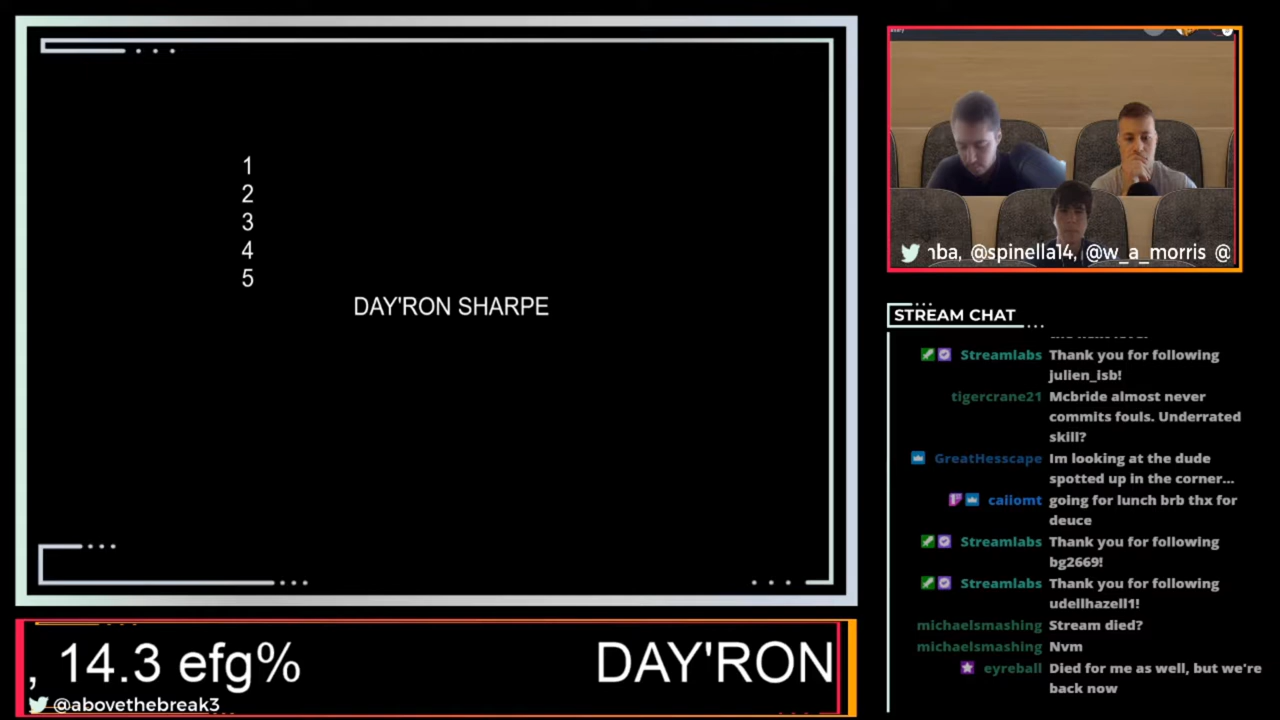 1
2
3
4
5
DAY'RON SHARPE
nba, @spinella14, @w_a_morris @
STREAM CHAT
Streamlabs Thank you for following
julien_isb!
tigercrane21 Mcbride almost never
commits fouls. Underrated
skill?
GreatHesscape Im looking at the dude
spotted up in the corner...
caiiomt going for lunch brb thx for
deuce
Streamlabs Thank you for following
bg2669!
Streamlabs Thank you for following
udellhazell1!
michaelsmashing Stream died?
michaelsmashing Nvm
eyreball Died for me as well, but we're
back now
, 14.3 efg% DAY'RON
@abovethebreak3